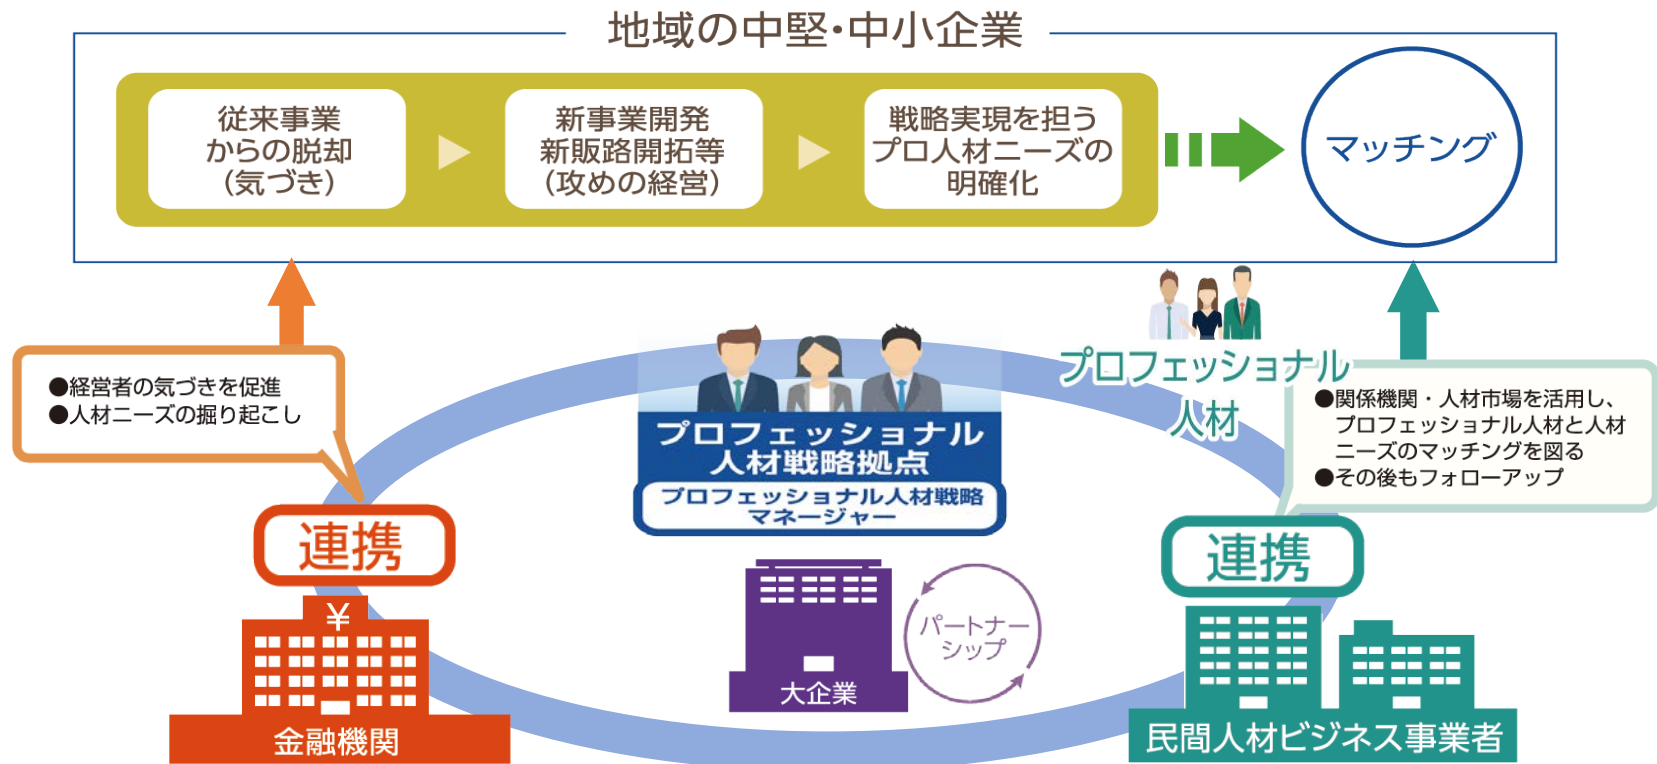 地域の中堅・中小企業
従来事業
からの脱却
(気づき)
新事業開発
新販路開拓等
(攻めの経営)
戦略実現を担う
プロ人材ニーズの
明確化
マッチング
●経営者の気づきを促進
●人材ニーズの掘り起こし
プロフェッショナル
人材戦略拠点
プロフェッショナル人材戦略
マネージャー
プロフェッショナル
人材
●関係機関・人材市場を活用し、
プロフェッショナル人材と人材
ニーズのマッチングを図る
●その後もフォローアップ
連携
¥
金融機関
大企業
パートナー
シップ
連携
民間人材ビジネス事業者